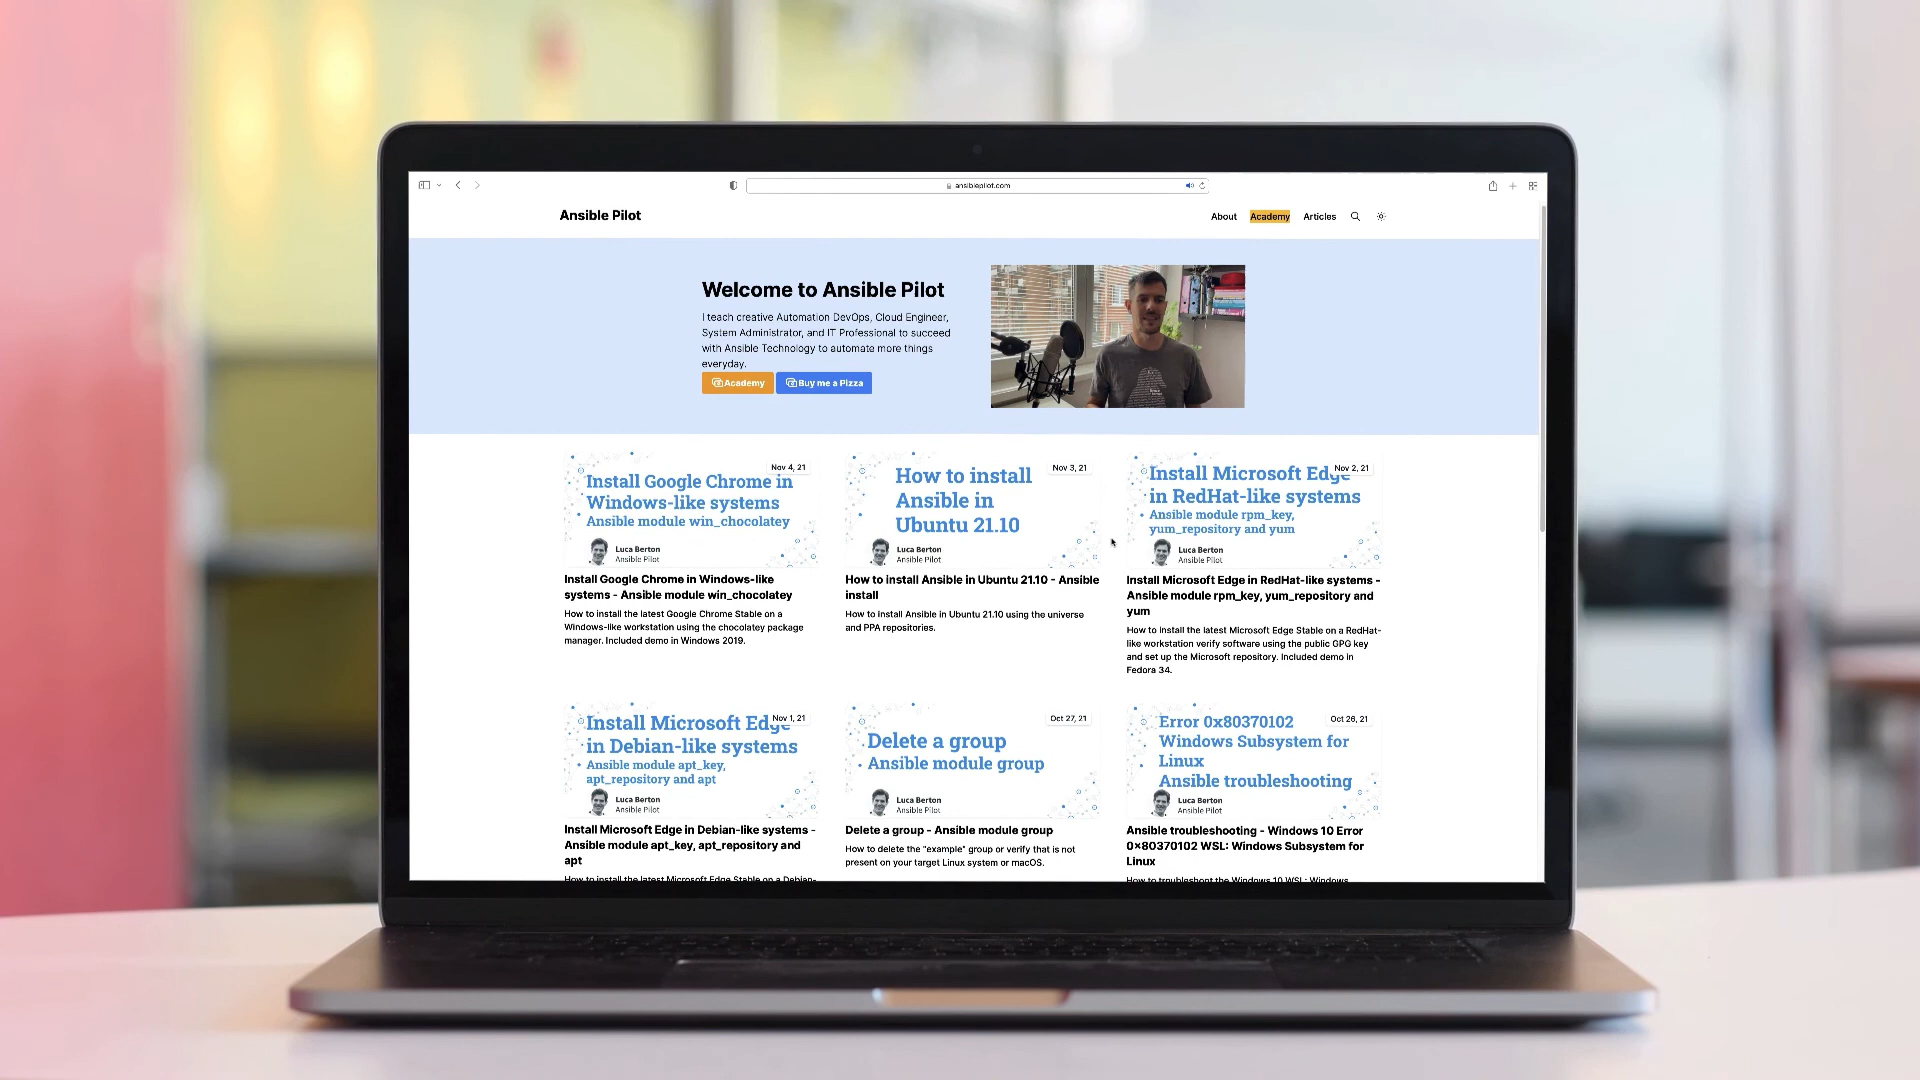 ansiblepilot.com
Ansible Pilot
About Academy Articles
Welcome to Ansible Pilot
I teach creative Automation DevOps, Cloud Engineer,
System Administrator, and IT Professional to succeed
with Ansible Technology to automate more things
everyday.
Academy Buy me a Pizza
Nov 4, 21
Install Google Chrome in
Windows-like systems
Ansible module win_chocolatey
Luca Berton
Ansible Pilot
Install Google Chrome in Windows-like
systems - Ansible module win_chocolatey
How to install the latest Google Chrome Stable on a
Windows-like workstation using the chocolatey package
manager. Included demo in Windows 2019.
Nov 3, 21
How to install
Ansible in
Ubuntu 21.10
Luca Berton
Ansible Pilot
How to install Ansible in Ubuntu 21.10 - Ansible
install
How to install Ansible in Ubuntu 21.10 using the universe
and PPA repositories.
Nov 2, 21
Install Microsoft Edge
in RedHat-like systems
Ansible module rpm_key,
yum_repository and yum
Luca Berton
Ansible Pilot
Install Microsoft Edge in RedHat-like systems -
Ansible module rpm_key, yum_repository and
yum
How to install the latest Microsoft Edge Stable on a RedHat-
like workstation verify software using the public GPG key
and set up the Microsoft repository. Included demo in
Fedora 34.
Nov 1, 21
Install Microsoft Edge
in Debian-like systems
Ansible module apt_key,
apt_repository and apt
Luca Berton
Ansible Pilot
Install Microsoft Edge in Debian-like systems -
Ansible module apt_key, apt_repository and
apt
How to install the latest Microsoft Edge Stable on a Debian-
Oct 27, 21
Delete a group
Ansible module group
Luca Berton
Ansible Pilot
Delete a group - Ansible module group
How to delete the "example" group or verify that is not
present on your target Linux system or macOS.
Oct 26, 21
Error 0x80370102
Windows Subsystem for
Linux
Ansible troubleshooting
Luca Berton
Ansible Pilot
Ansible troubleshooting - Windows 10 Error
0x80370102 WSL: Windows Subsystem for
Linux
How to troubleshoot the Windows 10 WSL: Windows